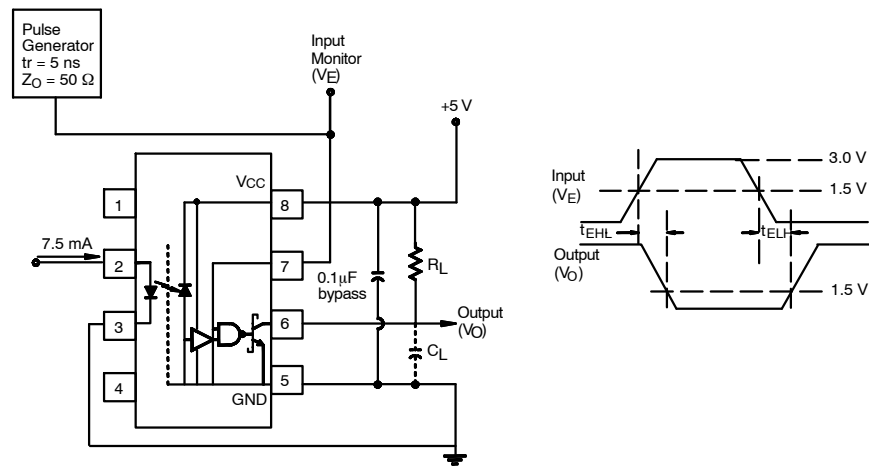 Pulse
Generator
tr = 5 ns
ZO = 50 Ω
Input
Monitor
(VE)
+5 V
1
2
3
4
VCC
8
7
6
5
GND
7.5 mA
0.1µF
bypass
RL
CL
Output
(VO)
Input
(VE)
3.0 V
1.5 V
tEHL
tELH
Output
(VO)
1.5 V